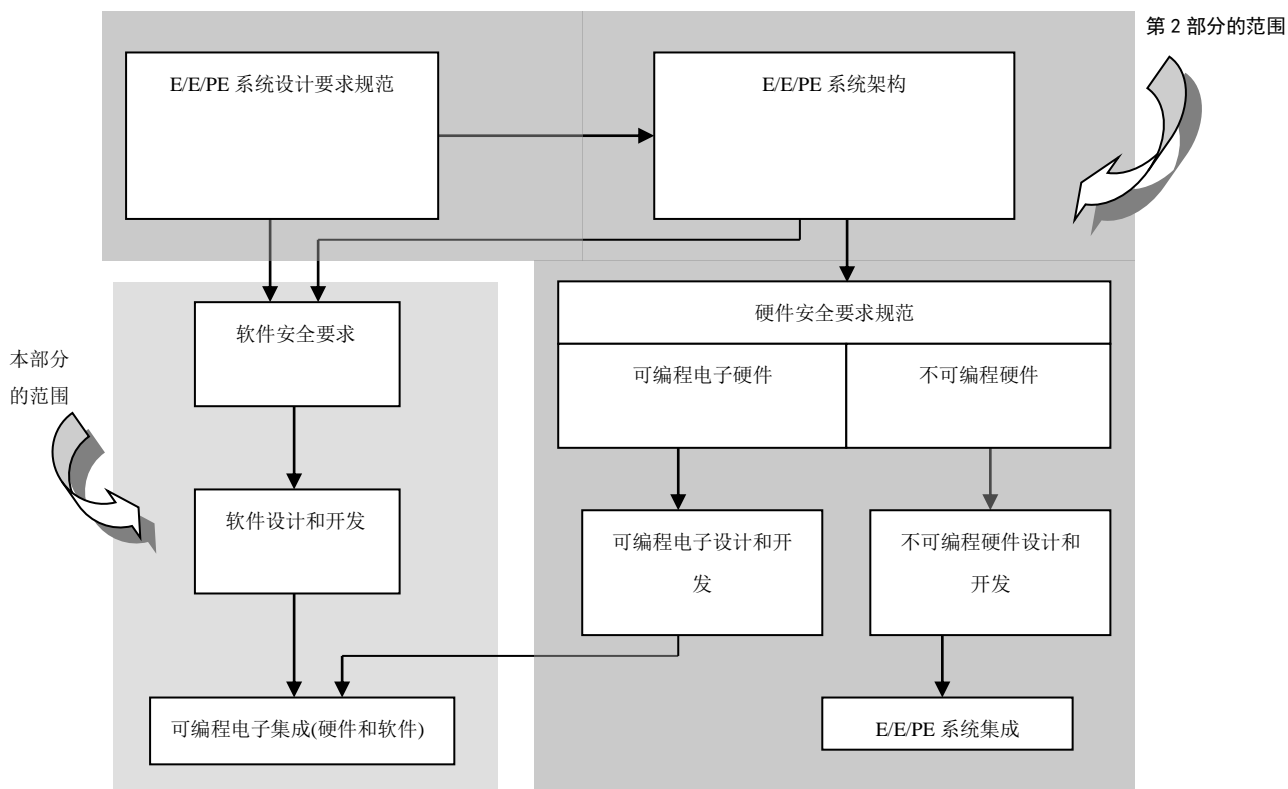 第 2 部分的范围
E/E/PE 系统设计要求规范
E/E/PE 系统架构
软件安全要求
硬件安全要求规范
本部分
的范围
可编程电子硬件
不可编程硬件
软件设计和开发
可编程电子设计和开
发
不可编程硬件设计和
开发
可编程电子集成(硬件和软件)
E/E/PE 系统集成